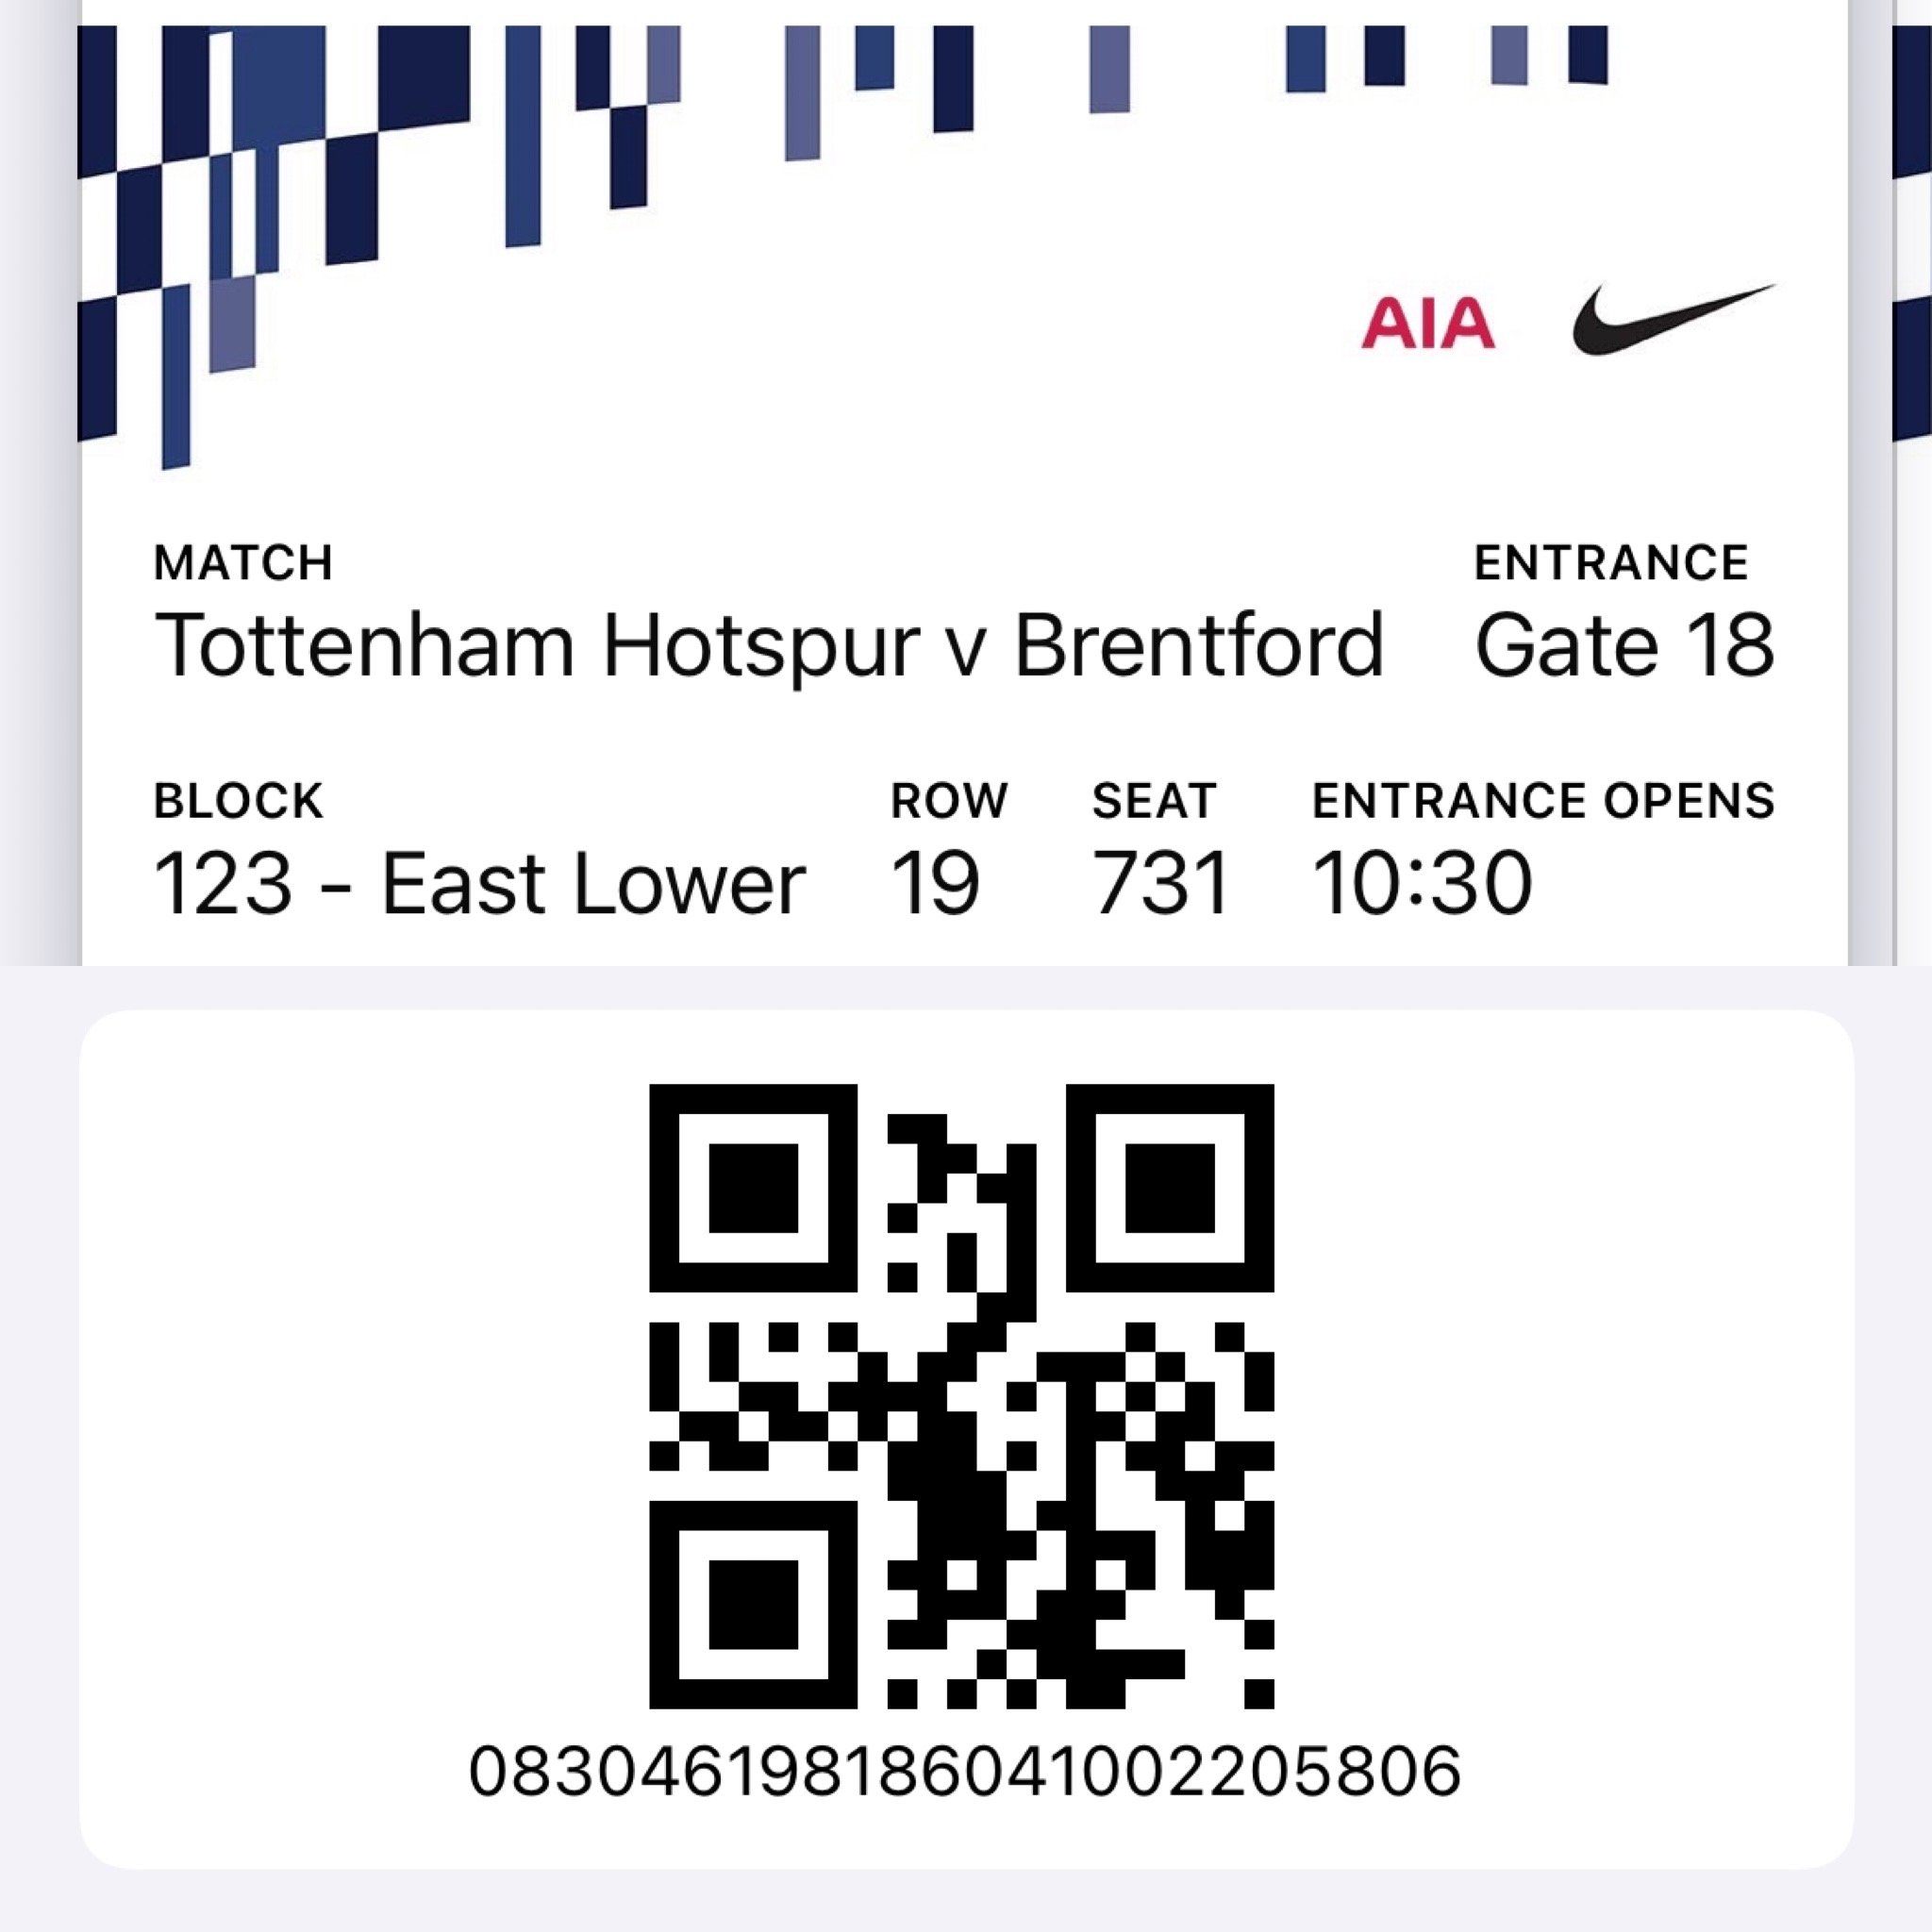 AIA
MATCH ENTRANCE
Tottenham Hotspur v Brentford Gate 18
BLOCK ROW SEAT ENTRANCE OPENS
123 - East Lower 19 731 10:30
083046198186041002205806